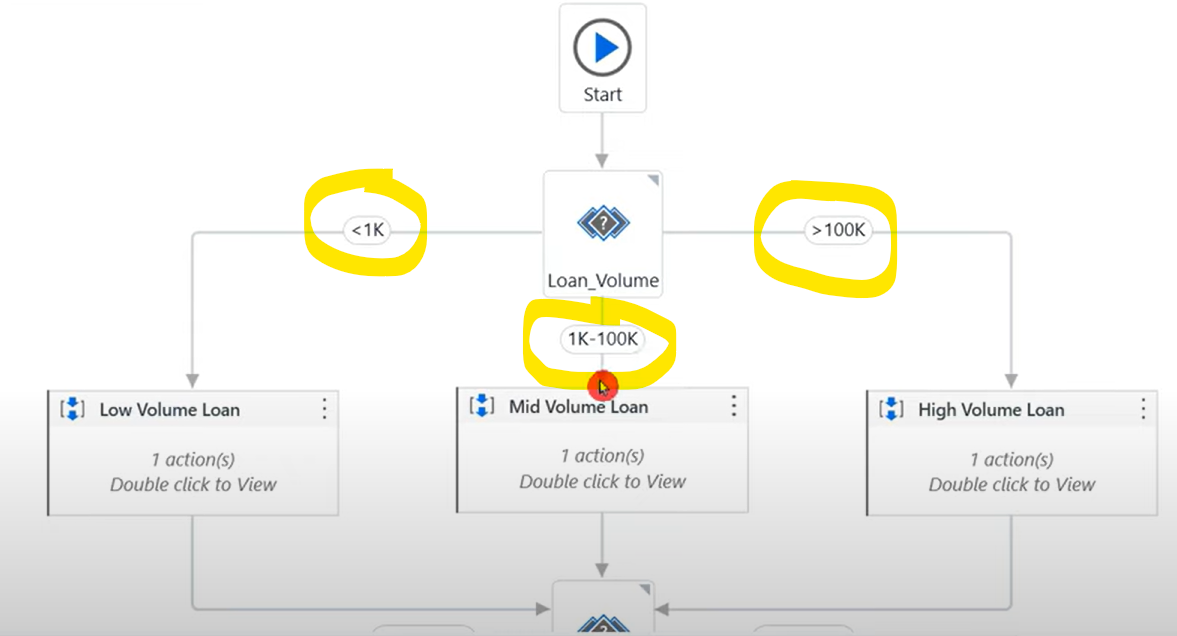 Start
<1K
>100K
?
Loan_Volume
1K-100K
Low Volume Loan
Mid Volume Loan
High Volume Loan
1 action(s)
Double click to View
1 action(s)
Double click to View
1 action(s)
Double click to View
?